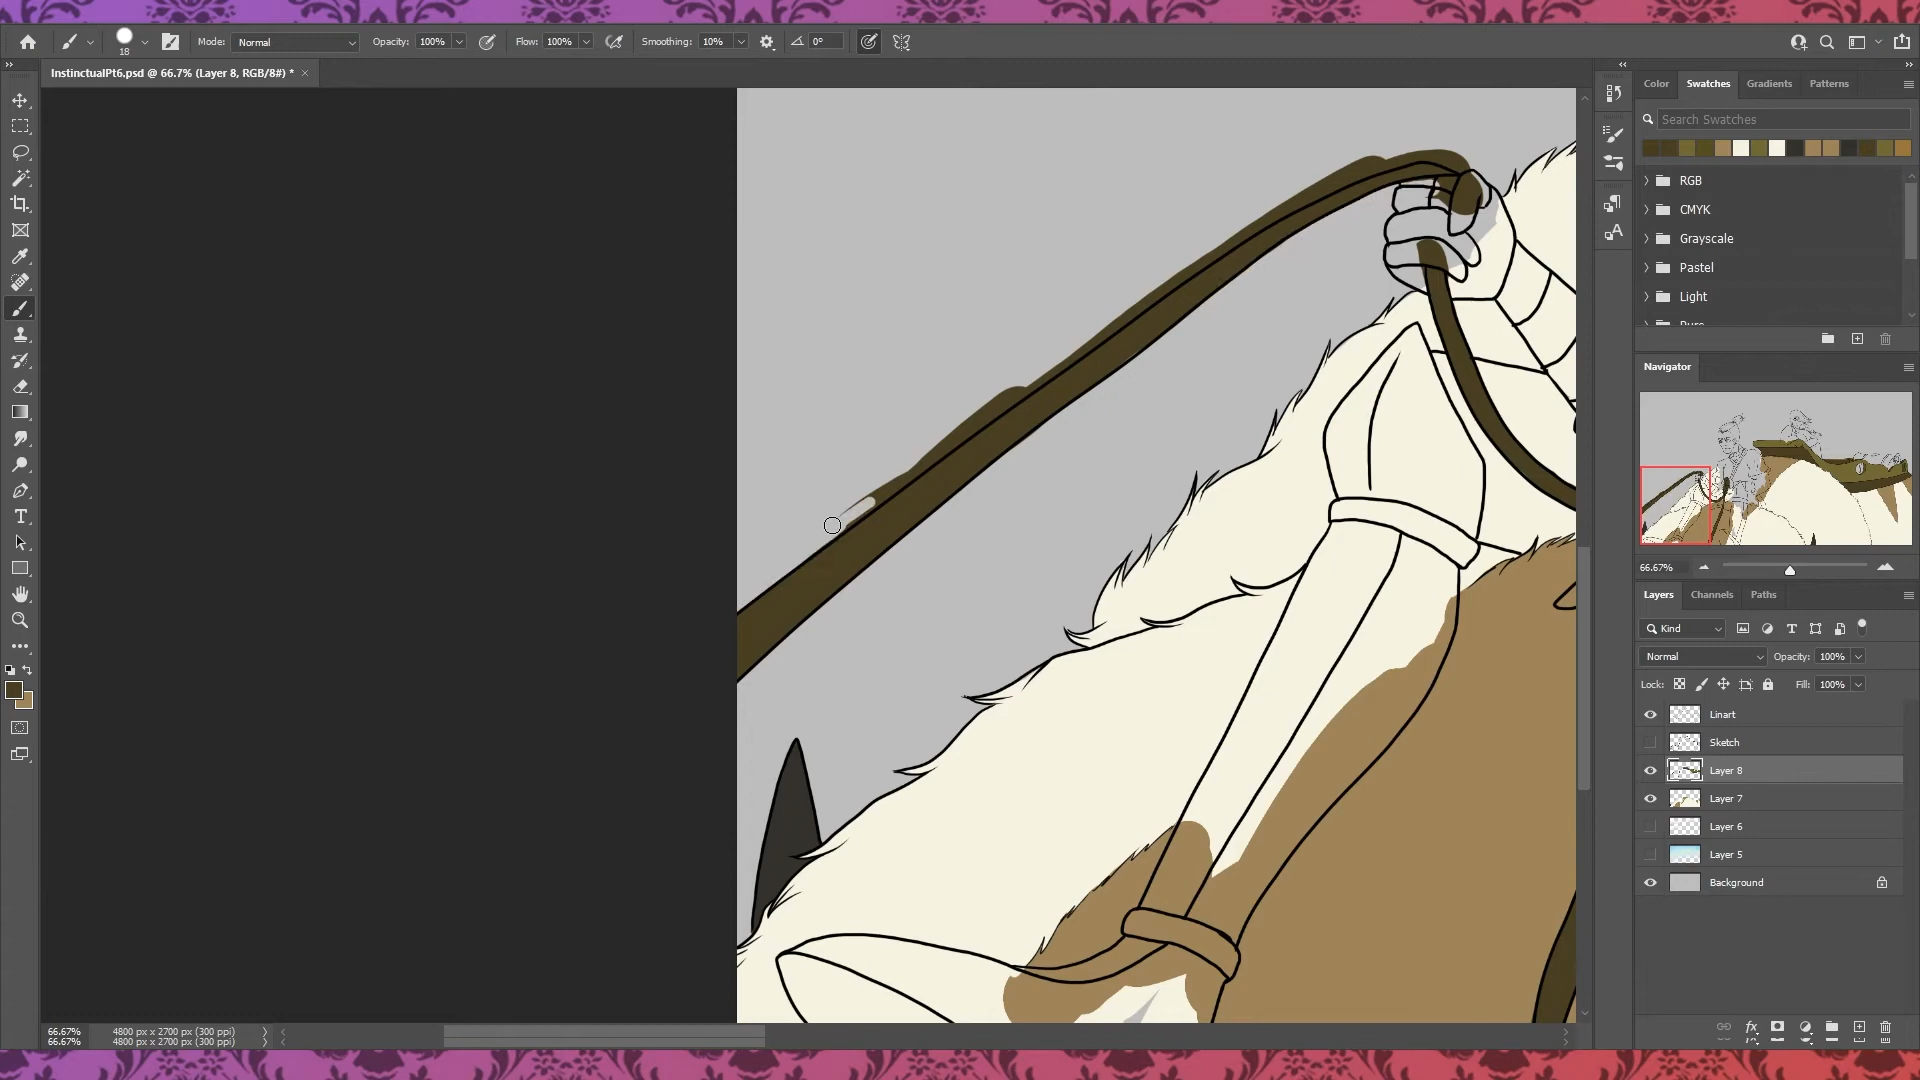 18
Mode: Normal
Opacity: 100%
Flow: 100%
Smoothing: 10%
0°
InstinctualPt6.psd @ 66.7% (Layer 8, RGB/8#) *
Color
Swatches
Gradients
Patterns
Search Swatches
RGB
CMYK
Grayscale
Pastel
Light
Pure
Navigator
66.67%
Layers
Channels
Paths
Kind
Normal
Opacity: 100%
Lock:
Fill: 100%
Linart
Sketch
Layer 8
Layer 7
Layer 6
Layer 5
Background
66.67%
4800 px x 2700 px (300 ppi)
66.67%
4800 px x 2700 px (300 ppi)